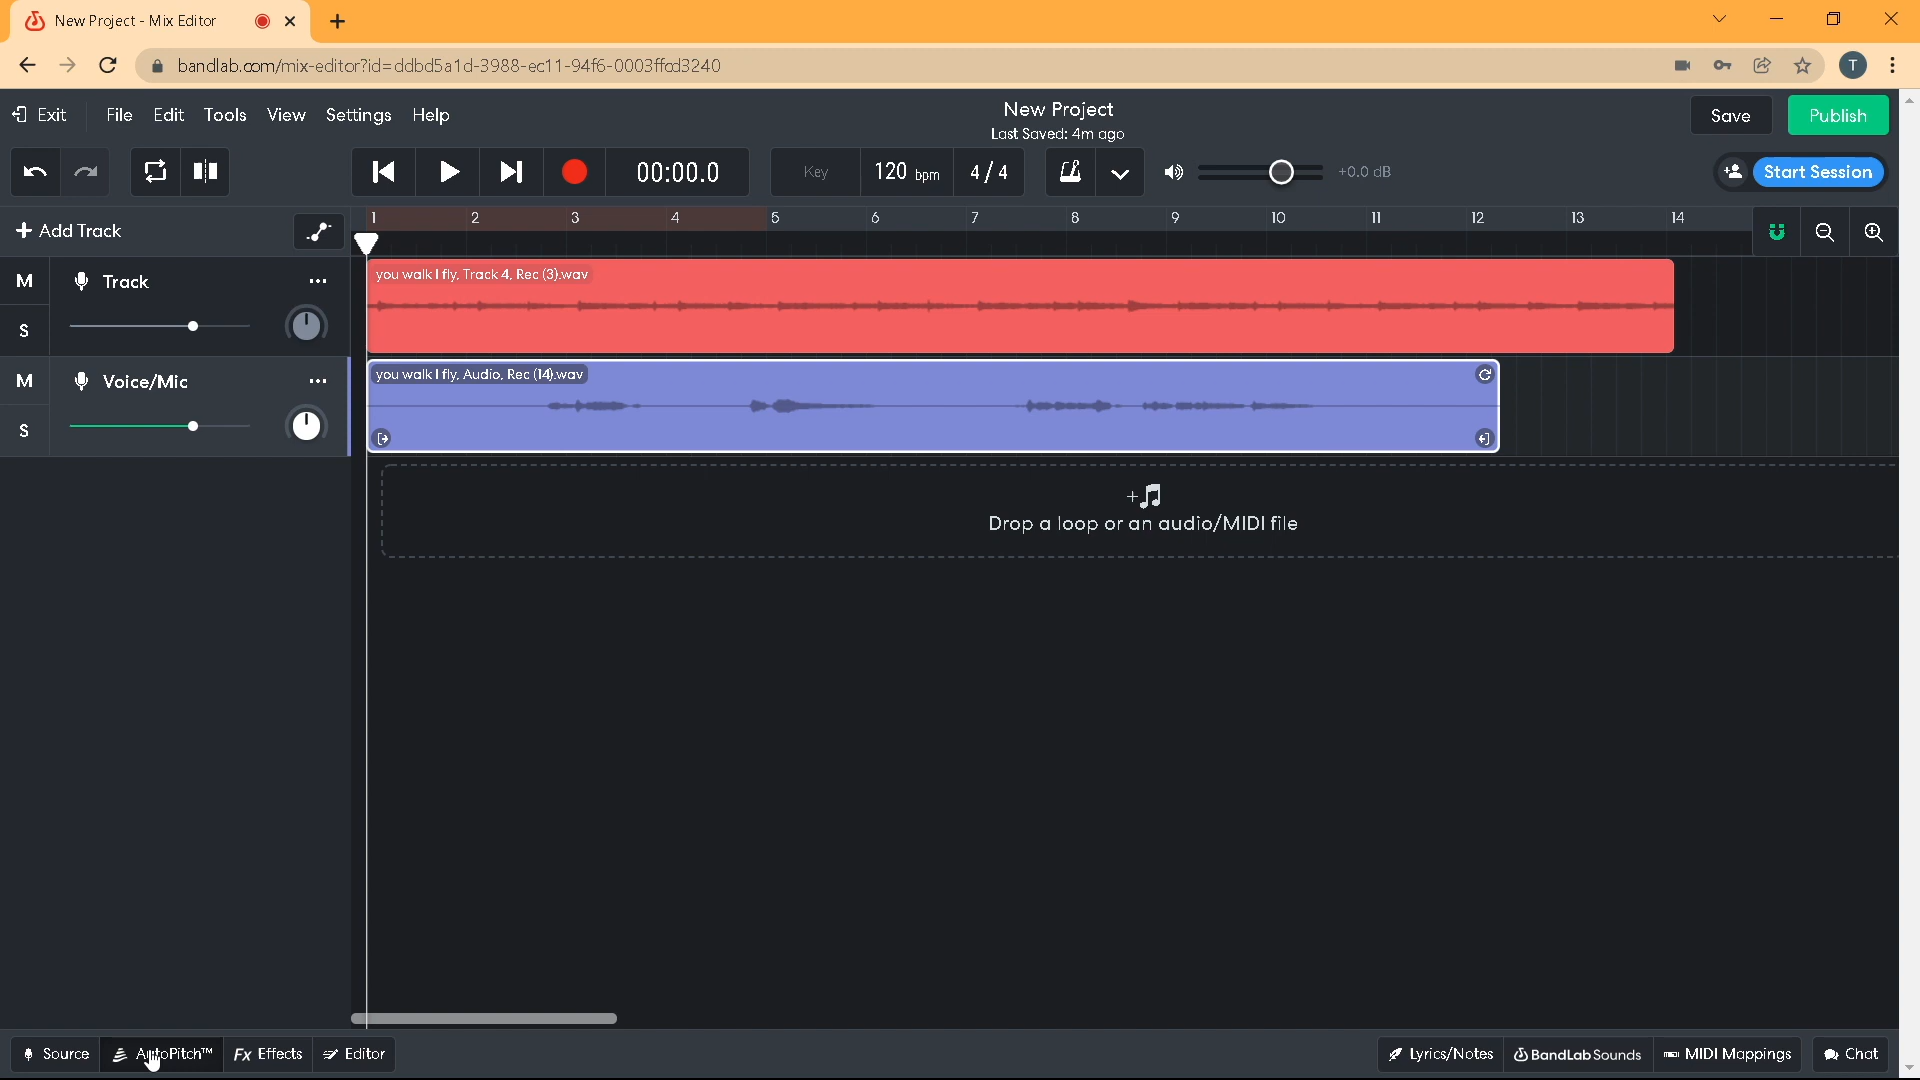 New Project - Mix Editor
bandlab.com/mix-editor?id=ddbd5a1d-3988-ec11-94f6-0003ffcd3240
T
Exit File Edit Tools View Settings Help
New Project
Last Saved: 4m ago
Save Publish
00:00.0 Key 120 bpm 4 / 4 +0.0 dB
Start Session
+ Add Track
1 2 3 4 5 6 7 8 9 10 11 12 13 14
M Track ...
S
you walk I fly, Track 4, Rec (3).wav
M Voice/Mic ...
S
you walk I fly, Audio, Rec (14).wav
Drop a loop or an audio/MIDI file
Source AutoPitch™ Fx Effects Editor
Lyrics/Notes BandLab Sounds MIDI Mappings Chat